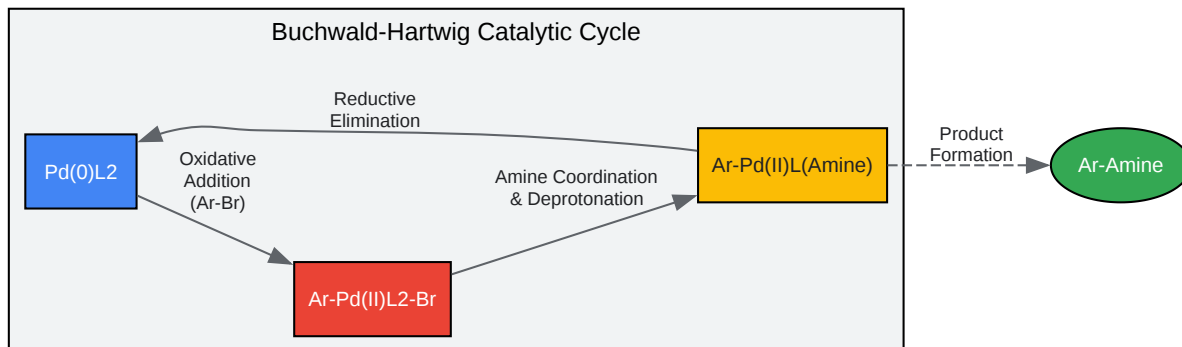 Buchwald-Hartwig Catalytic Cycle
Reductive
Elimination
Pd(0)L2
Oxidative
Addition
(Ar-Br)
Amine Coordination
& Deprotonation
Ar-Pd(II)L(Amine)
Product
Formation
Ar-Amine
Ar-Pd(II)L2-Br